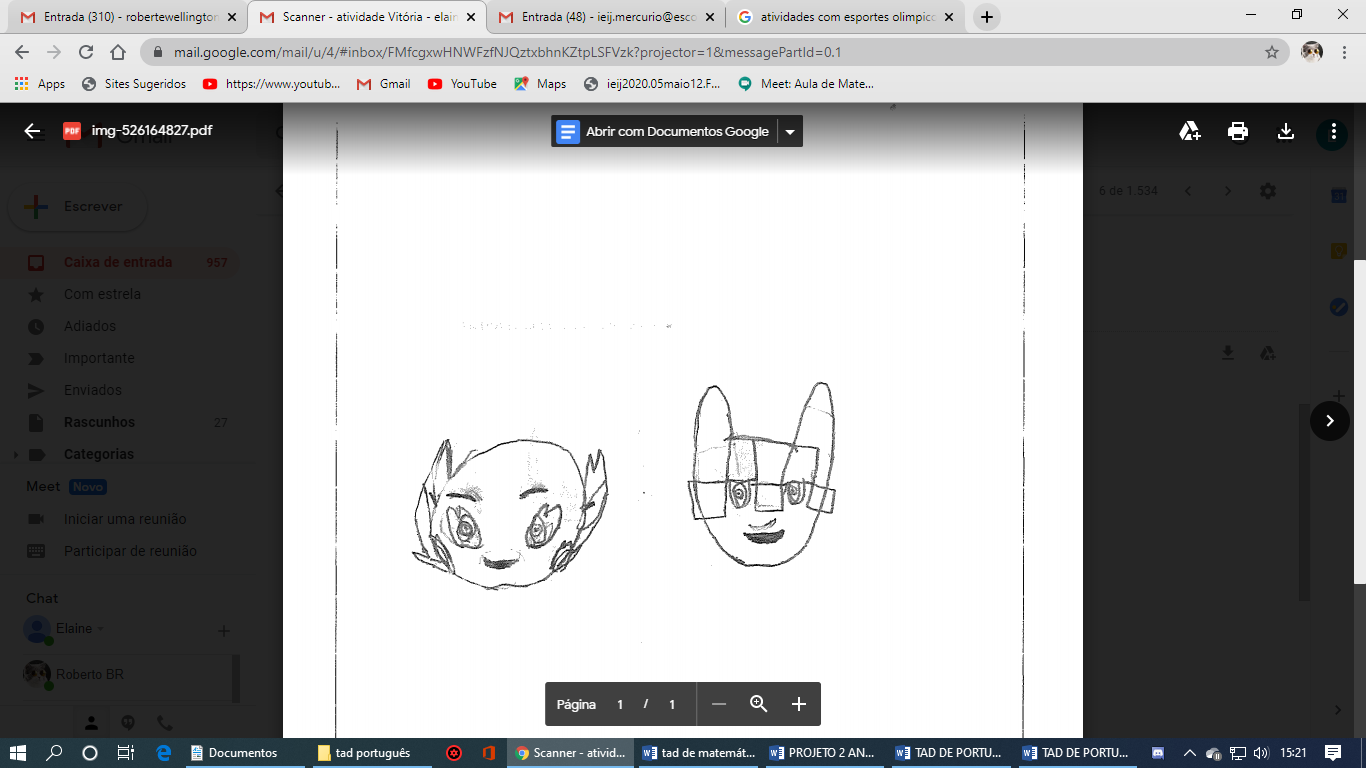 Entrada (310) - robertewellington
Scanner - atividade Vitória - elain
Entrada (48) - ieij.mercurio@esco
atividades com esportes olimpico
mail.google.com/mail/u/4/#inbox/FMfcgxwHNWFzfNJQztxbhnKZtpLSFVzk?projector=1&messagePartId=0.1
Apps
Sites Sugeridos
https://www.youtub...
Gmail
YouTube
Maps
ieij2020.05maio12.F...
Meet: Aula de Mate...
img-526164827.pdf
Abrir com Documentos Google
Escrever
6 de 1.534
Caixa de entrada 957
Com estrela
Adiados
Importante
Enviados
Rascunhos 27
Categorias
Meet Novo
Iniciar uma reunião
Participar de reunião
Chat
Elaine
Roberto BR
Página 1 / 1
Documentos
tad português
Scanner - ativid...
tad de matemát...
PROJETO 2 AN...
TAD DE PORTU...
TAD DE PORTU...
15:21